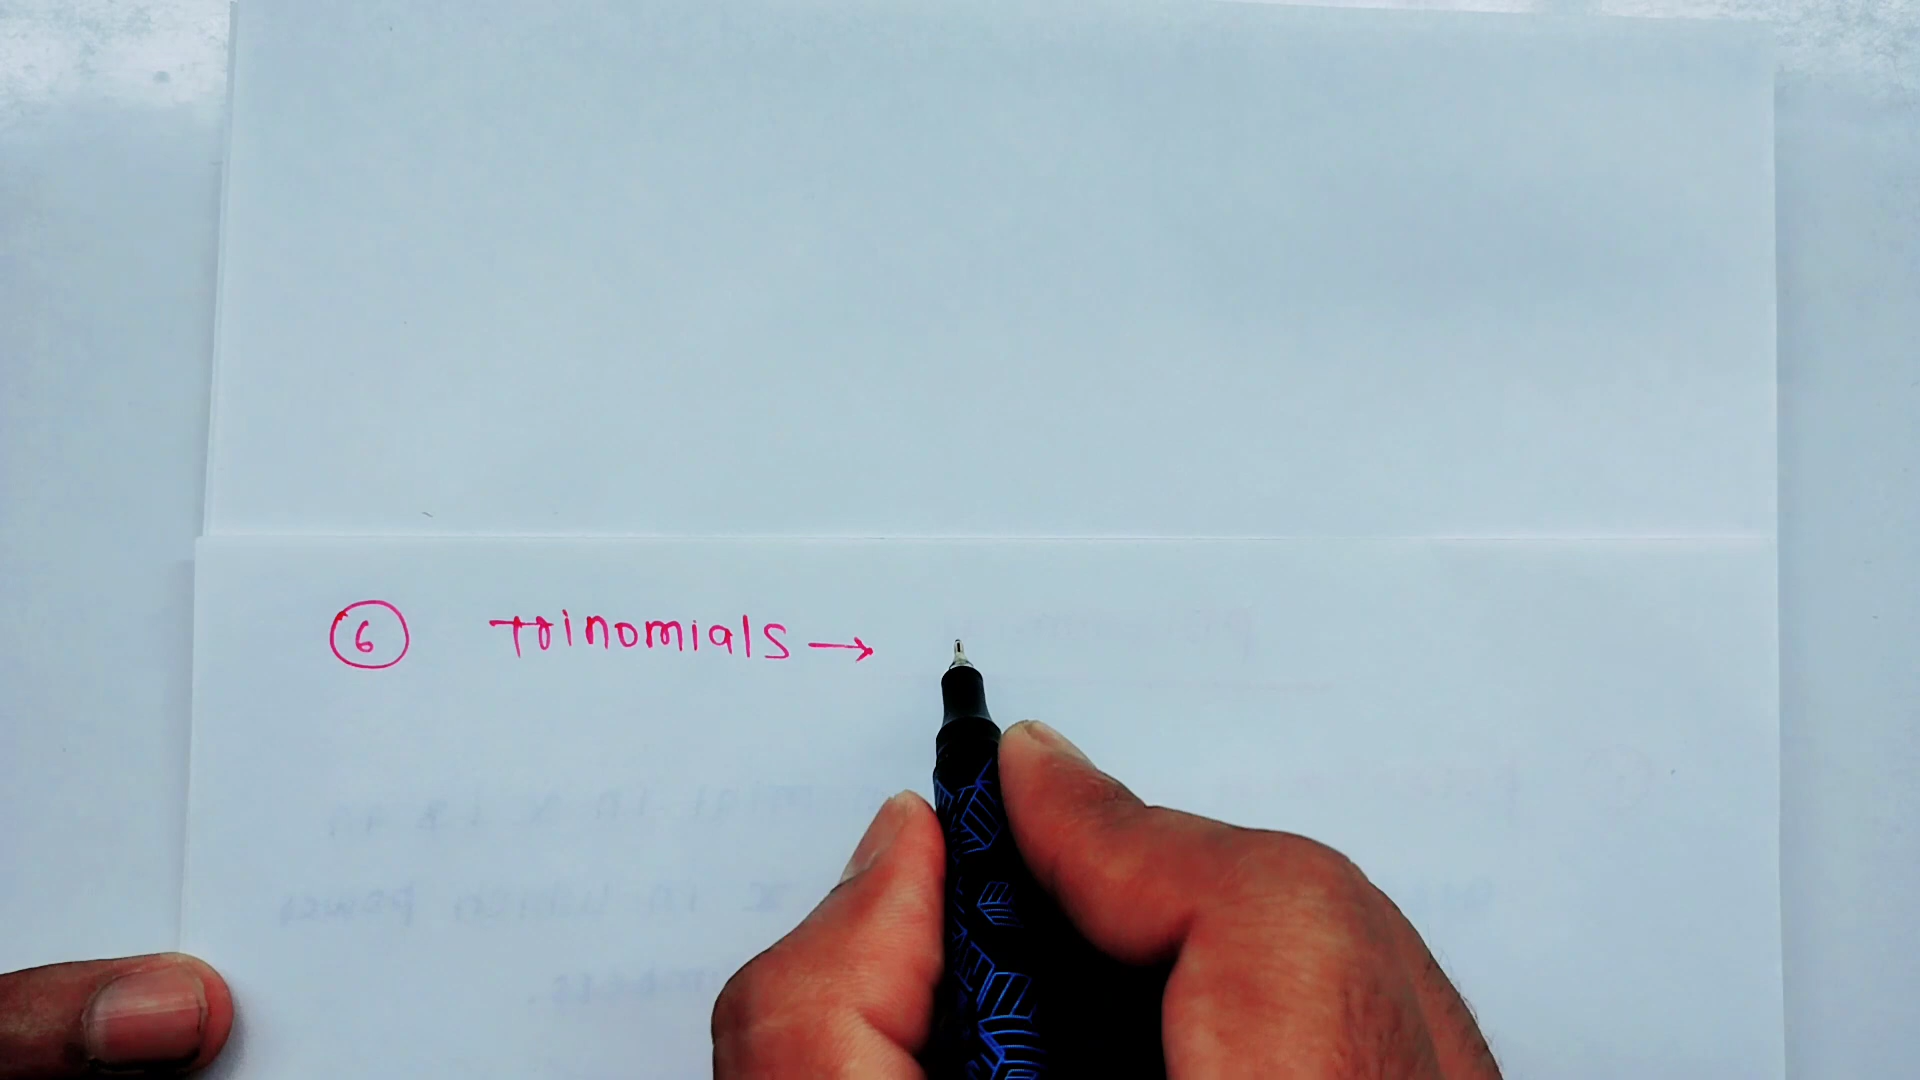 ⑥ Trinomials →